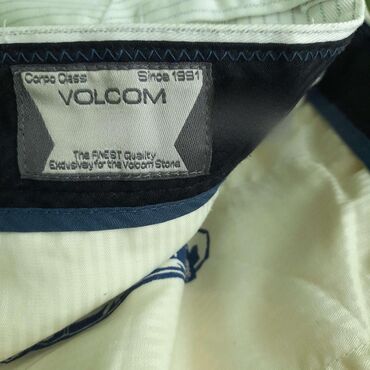 Corpo Class Since 1991
VOLCOM
The FINEST Quality
Exclusively for the Volcom Stone